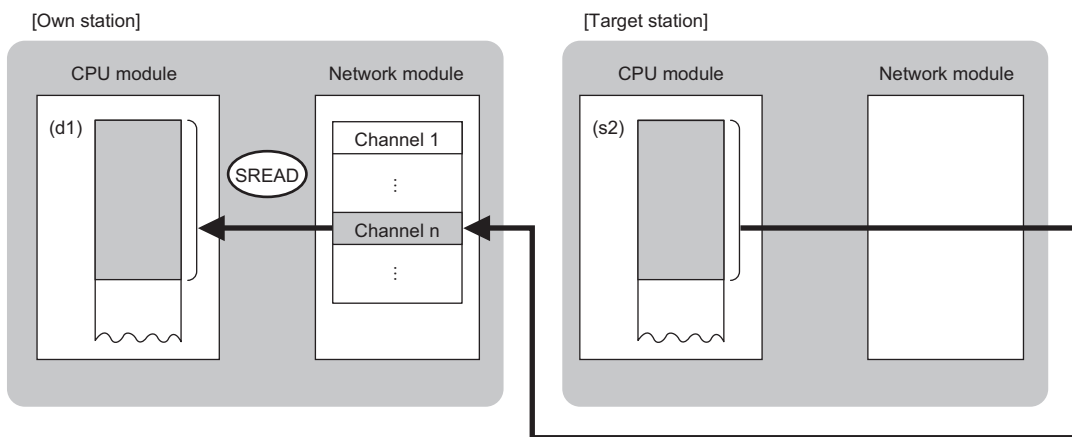 [Own station]
[Target station]
CPU module
Network module
CPU module
Network module
(d1)
(s2)
Channel 1
SREAD
⋮
Channel n
⋮